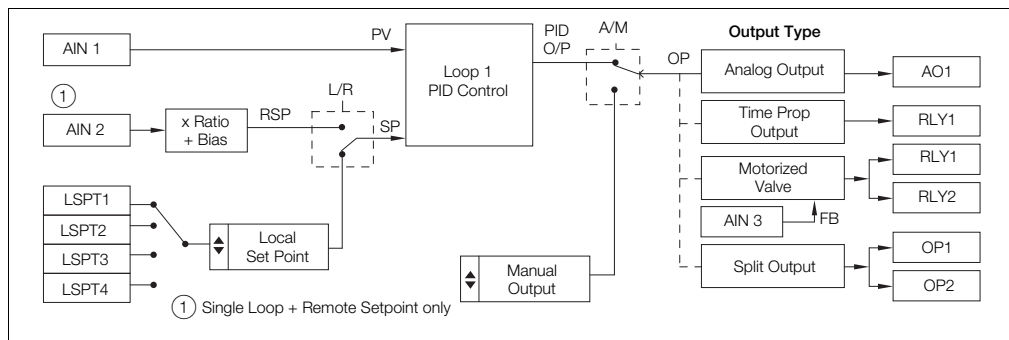 AIN 1
PV
Loop 1
PID Control
PID
O/P
A/M
OP
Output Type
Analog Output
AO1
1
AIN 2
x Ratio
+ Bias
RSP
L/R
SP
Time Prop
Output
RLY1
Motorized
Valve
RLY1
RLY2
AIN 3
FB
LSPT1
LSPT2
LSPT3
LSPT4
Local
Set Point
Manual
Output
Split Output
OP1
OP2
1 Single Loop + Remote Setpoint only